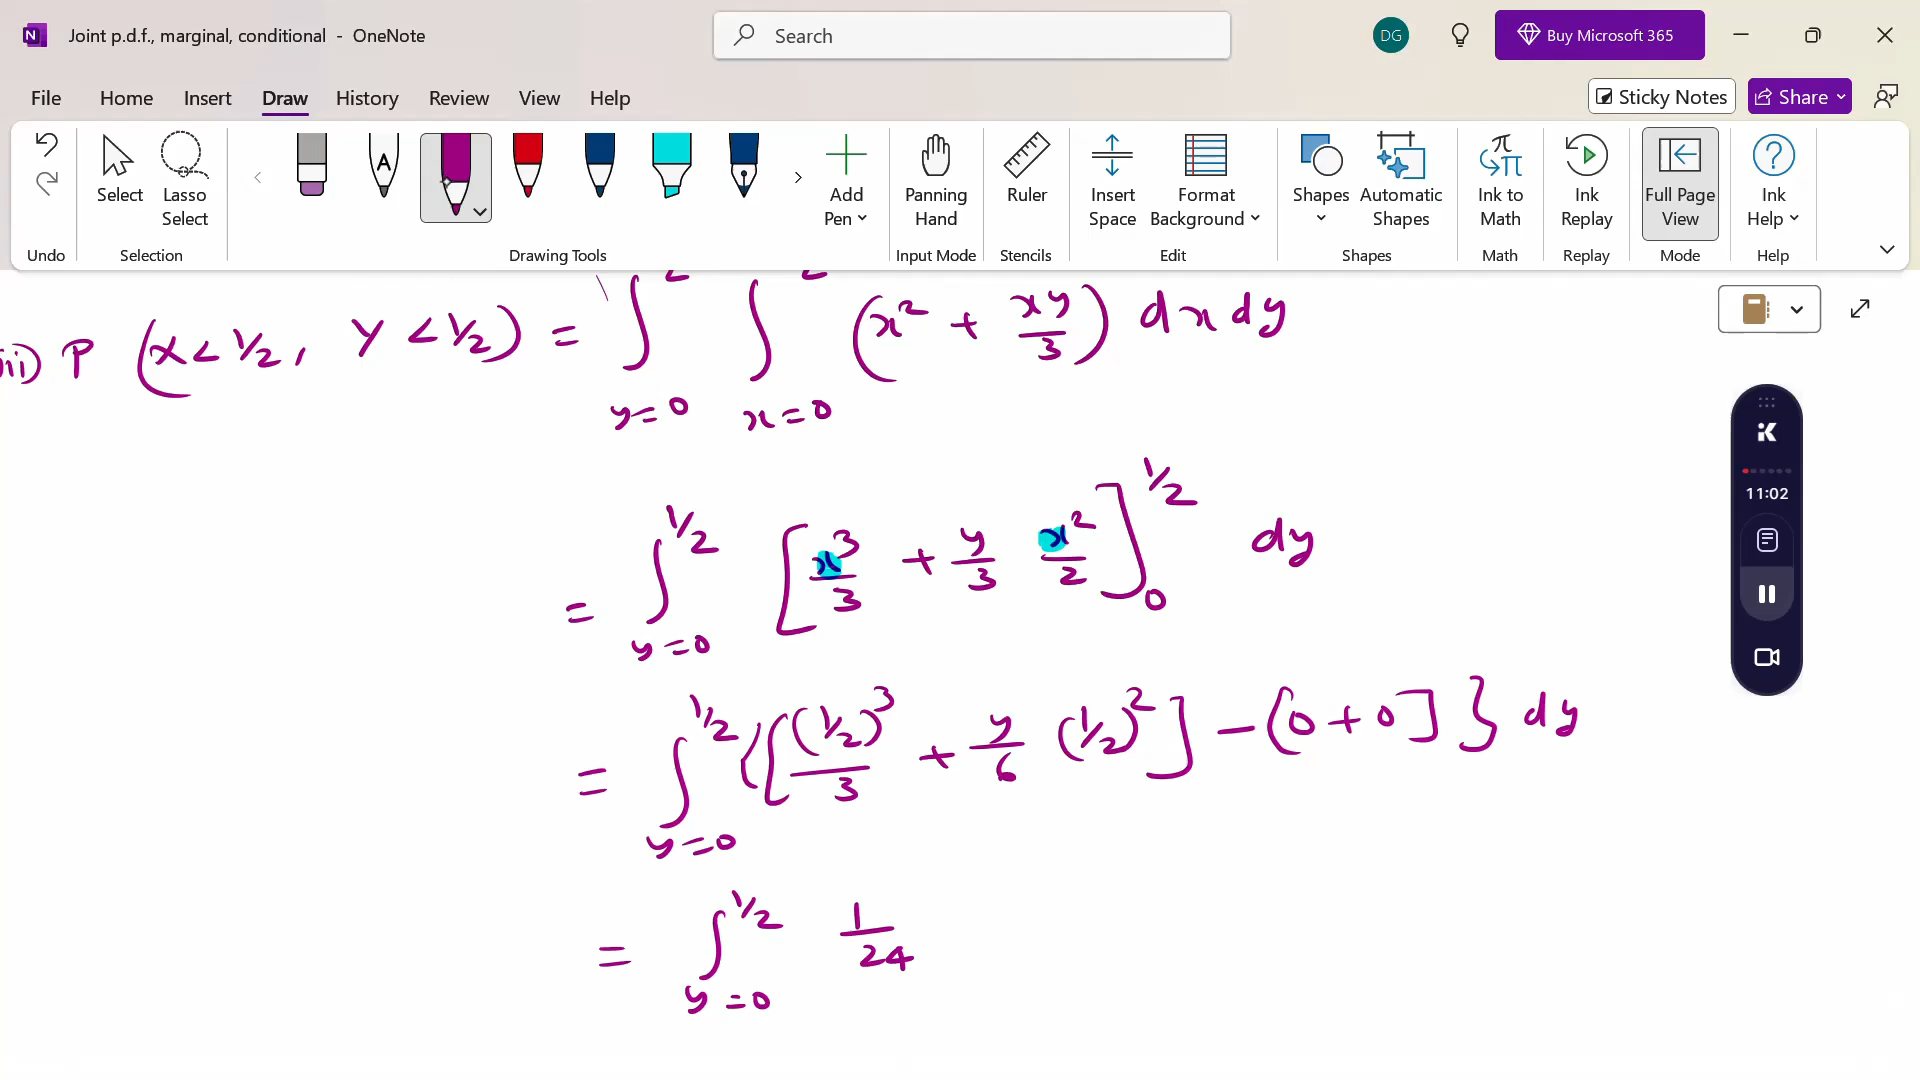 Joint p.d.f., marginal, conditional - OneNote
Search
DG
Buy Microsoft 365
File Home Insert Draw History Review View Help
Sticky Notes
Share
Select
Lasso Select
A
Add Pen
Panning Hand
Ruler
Insert Space
Format Background
Shapes
Automatic Shapes
Ink to Math
Ink Replay
Full Page View
Ink Help
Undo
Selection
Drawing Tools
Input Mode
Stencils
Edit
Shapes
Math
Replay
Mode
Help
ii) P (X < 1/2, Y < 1/2) = ∫_{y=0}^{2} ∫_{x=0}^{2} (x² + xy/3) dx dy
= ∫_{y=0}^{1/2} [x³/3 + y/3 x²/2]_0^{1/2} dy
= ∫_{y=0}^{1/2} {[(1/2)³/3 + y/6 (1/2)²] - [0 + 0]} dy
= ∫_{y=0}^{1/2} 1/24
11:02